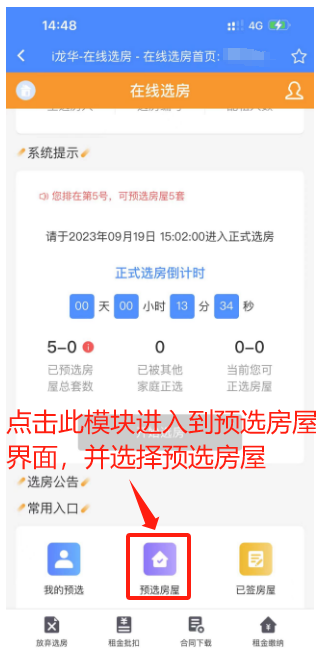 14:48
4G
i龙华-在线选房 - 在线选房首页:
在线选房
系统提示
您排在第5号，可预选房屋5套
请于2023年09月19日 15:02:00进入正式选房
正式选房倒计时
00 天 00 小时 13 分 34 秒
5-0 0 0-0
已预选房 已被其他 当前您可
屋总套数 家庭正选 正选房屋
点击此模块进入到预选房屋
界面，并选择预选房屋
选房公告
常用入口
我的预选 预选房屋 已签房屋
放弃选房 租金批扣 合同下载 租金缴纳